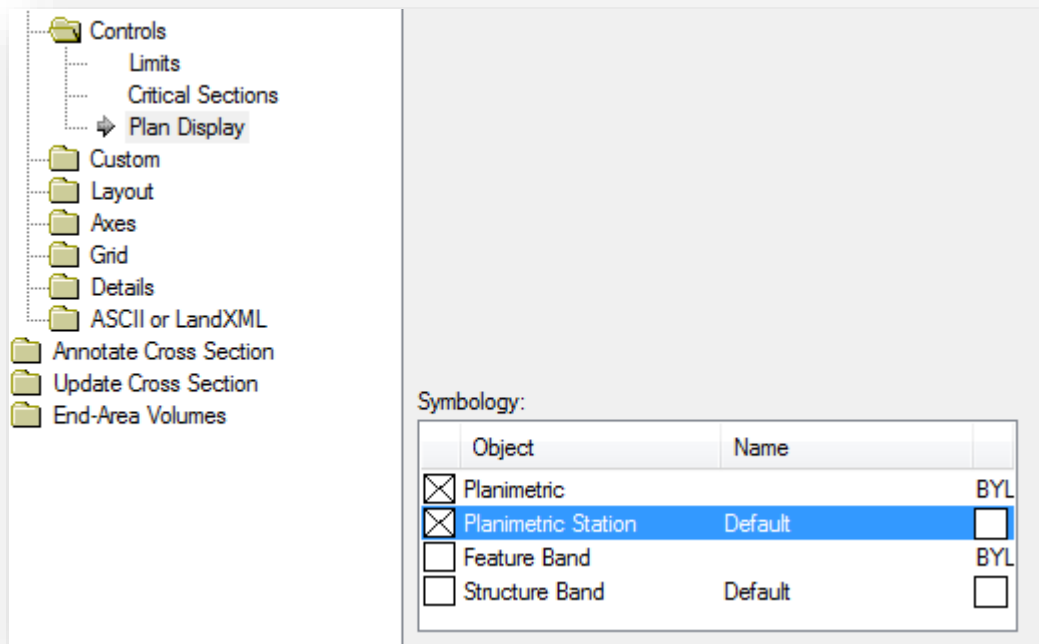 Controls
Limits
Critical Sections
Plan Display
Custom
Layout
Axes
Grid
Details
ASCII or LandXML
Annotate Cross Section
Update Cross Section
End-Area Volumes
Symbology:
Object Name
Planimetric BYL
Planimetric Station Default
Feature Band BYL
Structure Band Default